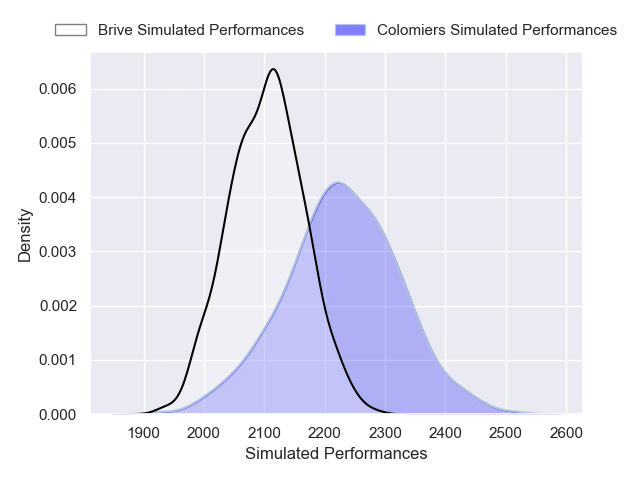 Brive Simulated Performances
Colomiers Simulated Performances
0.006
0.005
0.004
0.003
0.002
0.001
0.000
Density
1900 2000 2100 2200 2300 2400 2500 2600
Simulated Performances